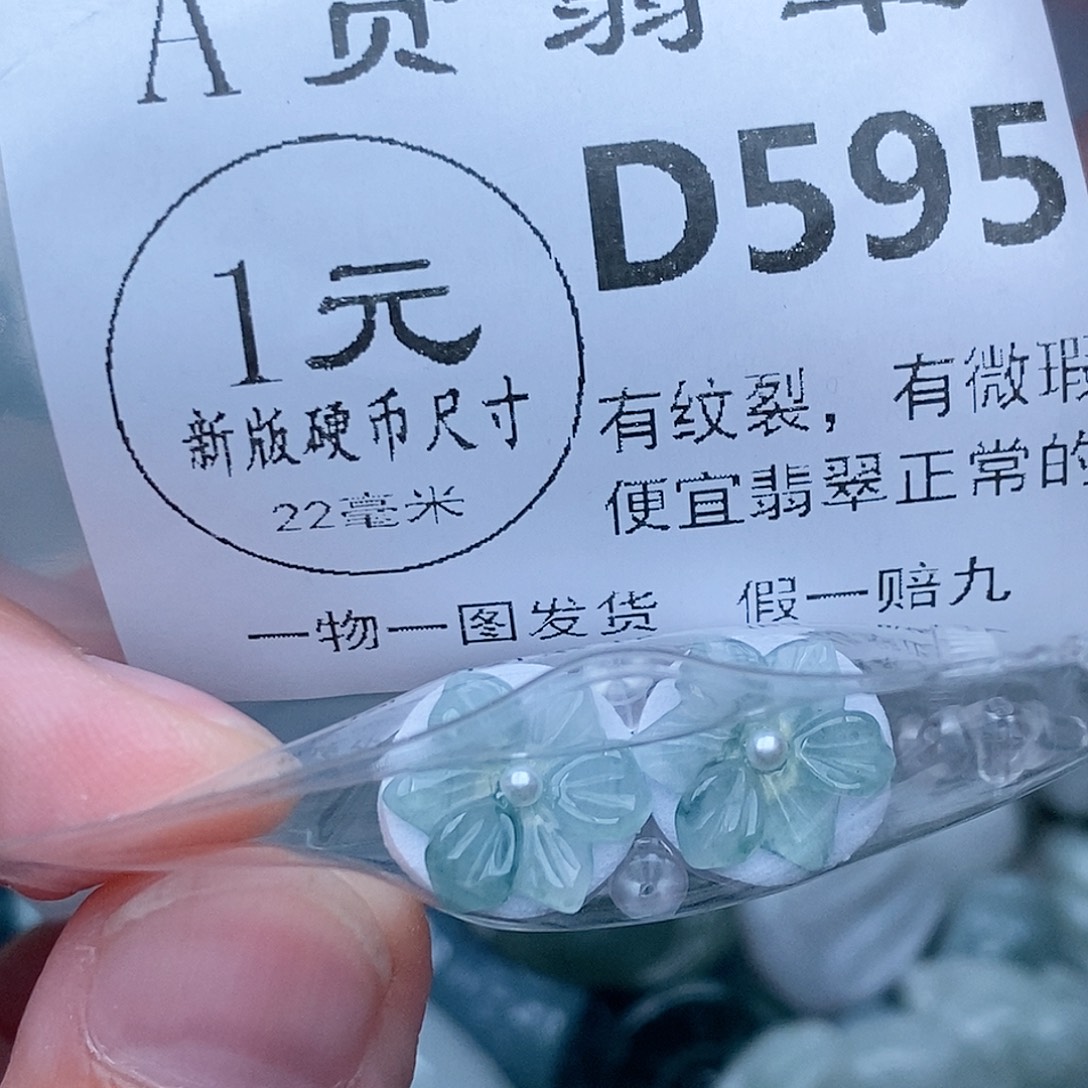 A货翡翠
D595
1元
新版硬币尺寸
22毫米
有纹裂，有微瑕
便宜翡翠正常的
一物一图发货 假一赔九